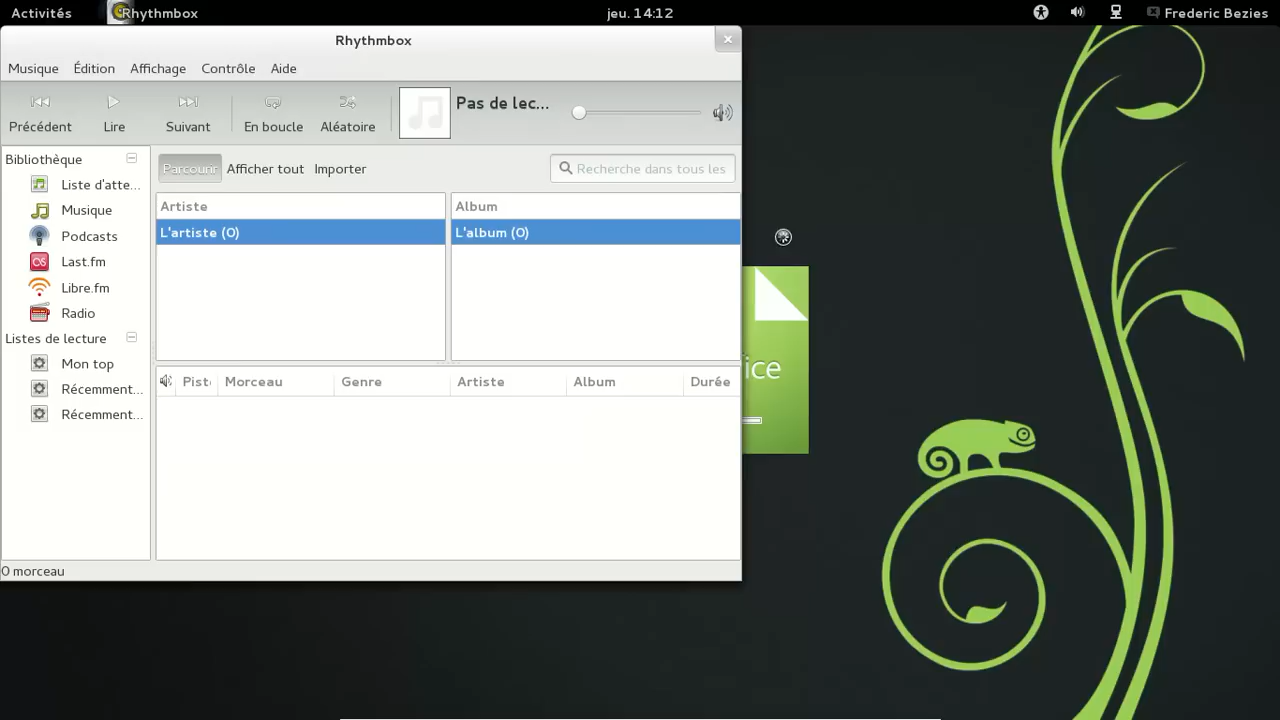 Activités Rhythmbox jeu. 14:12 Frederic Bezies
Rhythmbox
Musique Édition Affichage Contrôle Aide
Précédent Lire Suivant En boucle Aléatoire Pas de lec...
Bibliothèque
Liste d'atte...
Musique
Podcasts
Last.fm
Libre.fm
Radio
Listes de lecture
Mon top
Récemment...
Récemment...
Parcourir Afficher tout Importer Recherche dans tous les
Artiste Album
L'artiste (0) L'album (0)
Morceau Genre Artiste Album Durée
ice
0 morceau